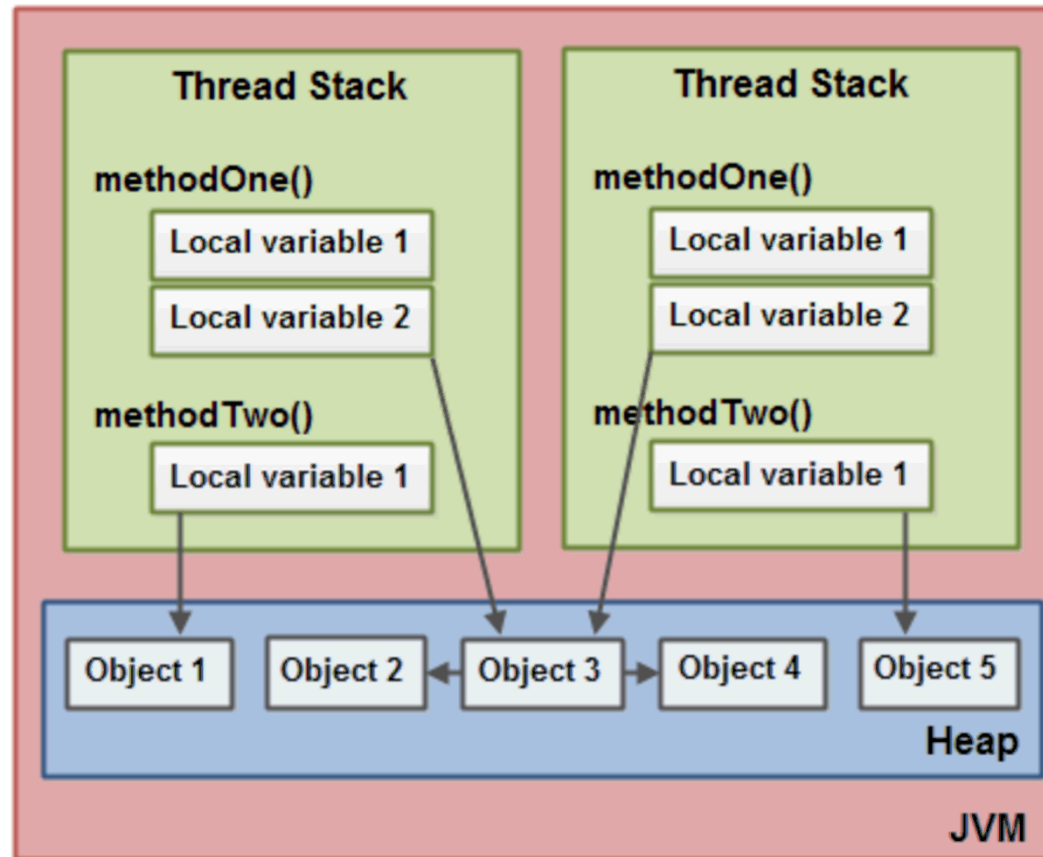 Thread Stack
methodOne()
Local variable 1
Local variable 2
methodTwo()
Local variable 1
Thread Stack
methodOne()
Local variable 1
Local variable 2
methodTwo()
Local variable 1
Object 1
Object 2
Object 3
Object 4
Object 5
Heap
JVM